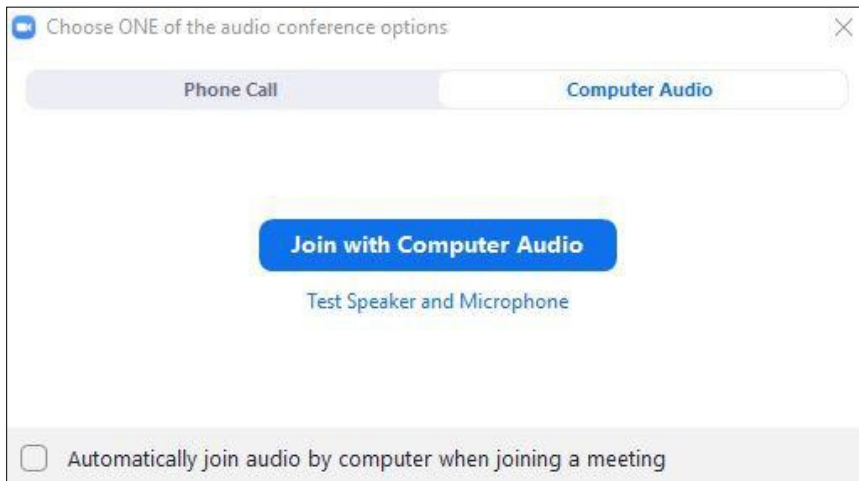 Choose ONE of the audio conference options
Phone Call
Computer Audio
Join with Computer Audio
Test Speaker and Microphone
Automatically join audio by computer when joining a meeting